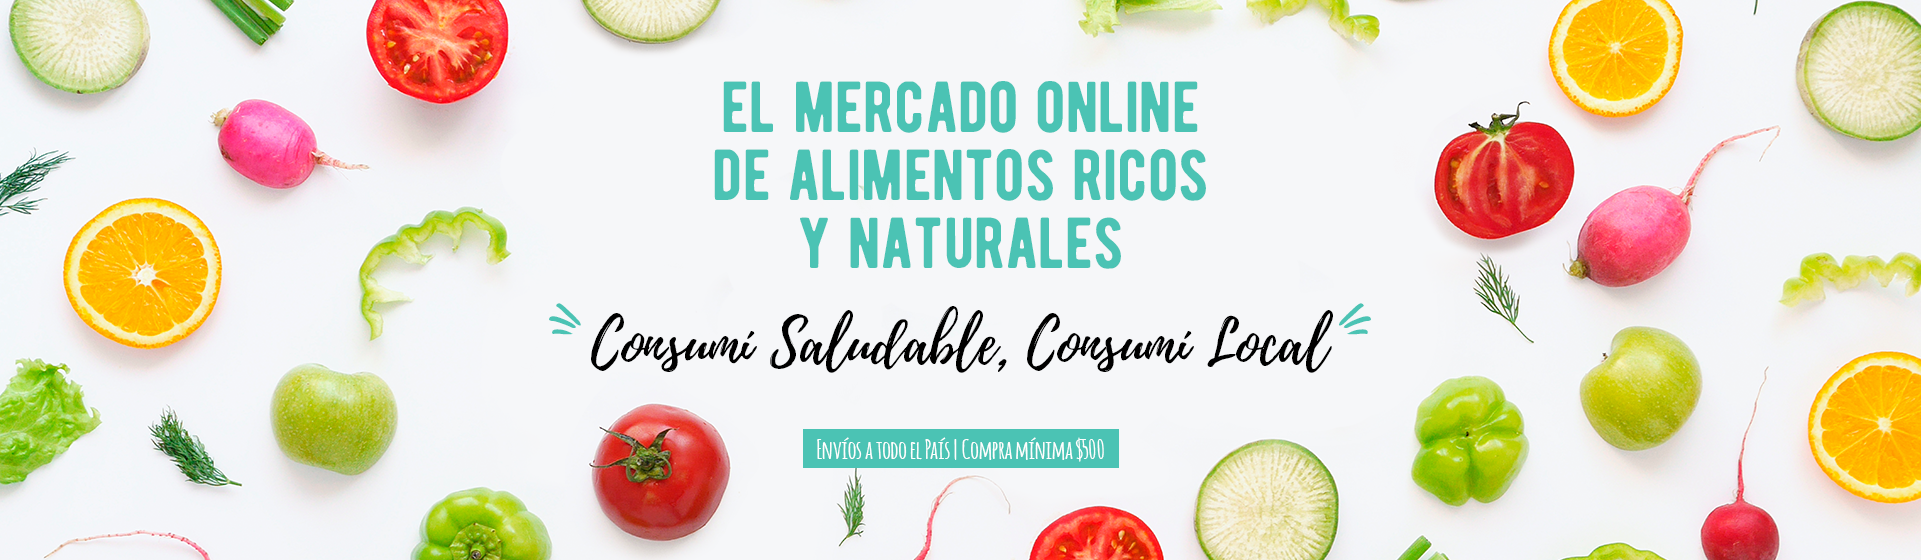 EL MERCADO ONLINE
DE ALIMENTOS RICOS
Y NATURALES
Consumí Saludable, Consumí Local
Envíos a todo el País | Compra mínima $500